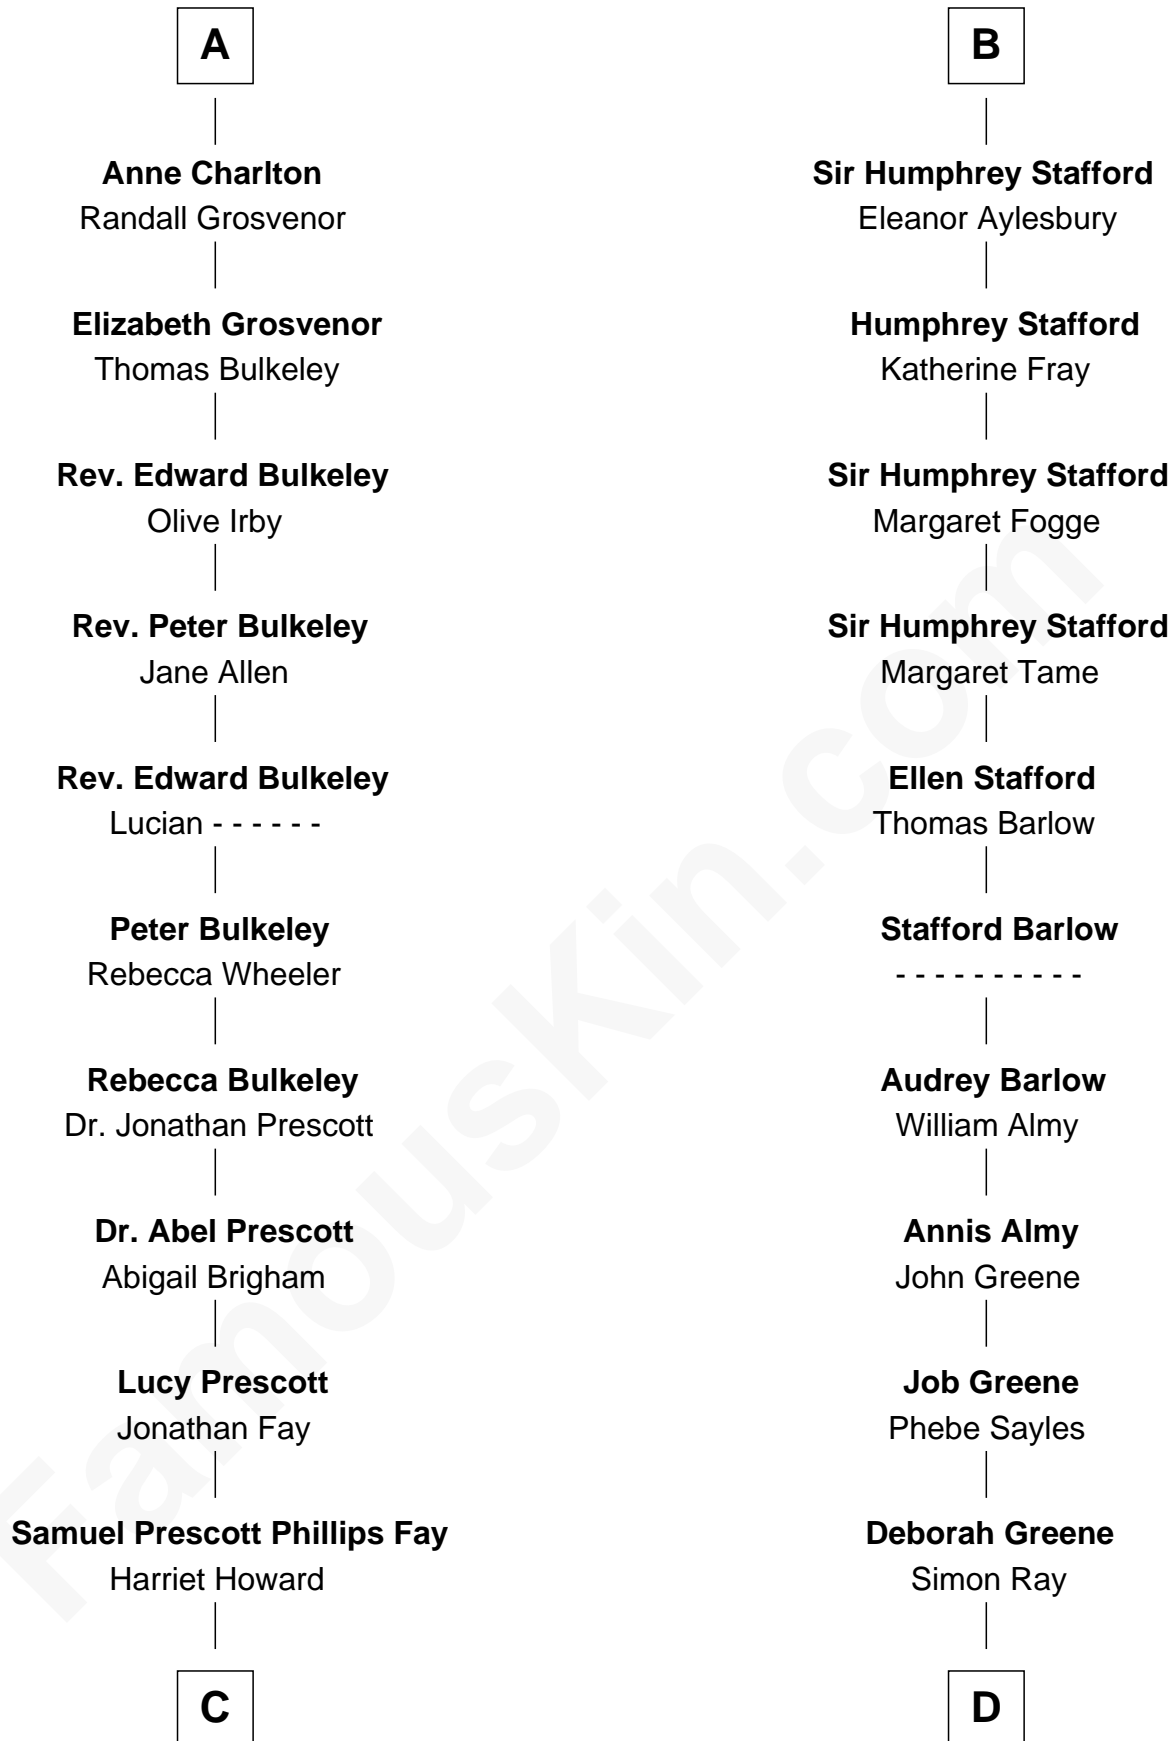 A
Anne Charlton
Randall Grosvenor
Elizabeth Grosvenor
Thomas Bulkeley
Rev. Edward Bulkeley
Olive Irby
Rev. Peter Bulkeley
Jane Allen
Rev. Edward Bulkeley
Lucian - - - - - -
Peter Bulkeley
Rebecca Wheeler
Rebecca Bulkeley
Dr. Jonathan Prescott
Dr. Abel Prescott
Abigail Brigham
Lucy Prescott
Jonathan Fay
Samuel Prescott Phillips Fay
Harriet Howard
C
B
Sir Humphrey Stafford
Eleanor Aylesbury
Humphrey Stafford
Katherine Fray
Sir Humphrey Stafford
Margaret Fogge
Sir Humphrey Stafford
Margaret Tame
Ellen Stafford
Thomas Barlow
Stafford Barlow
- - - - - - - - - -
Audrey Barlow
William Almy
Annis Almy
John Greene
Job Greene
Phebe Sayles
Deborah Greene
Simon Ray
D
FamousKin.com